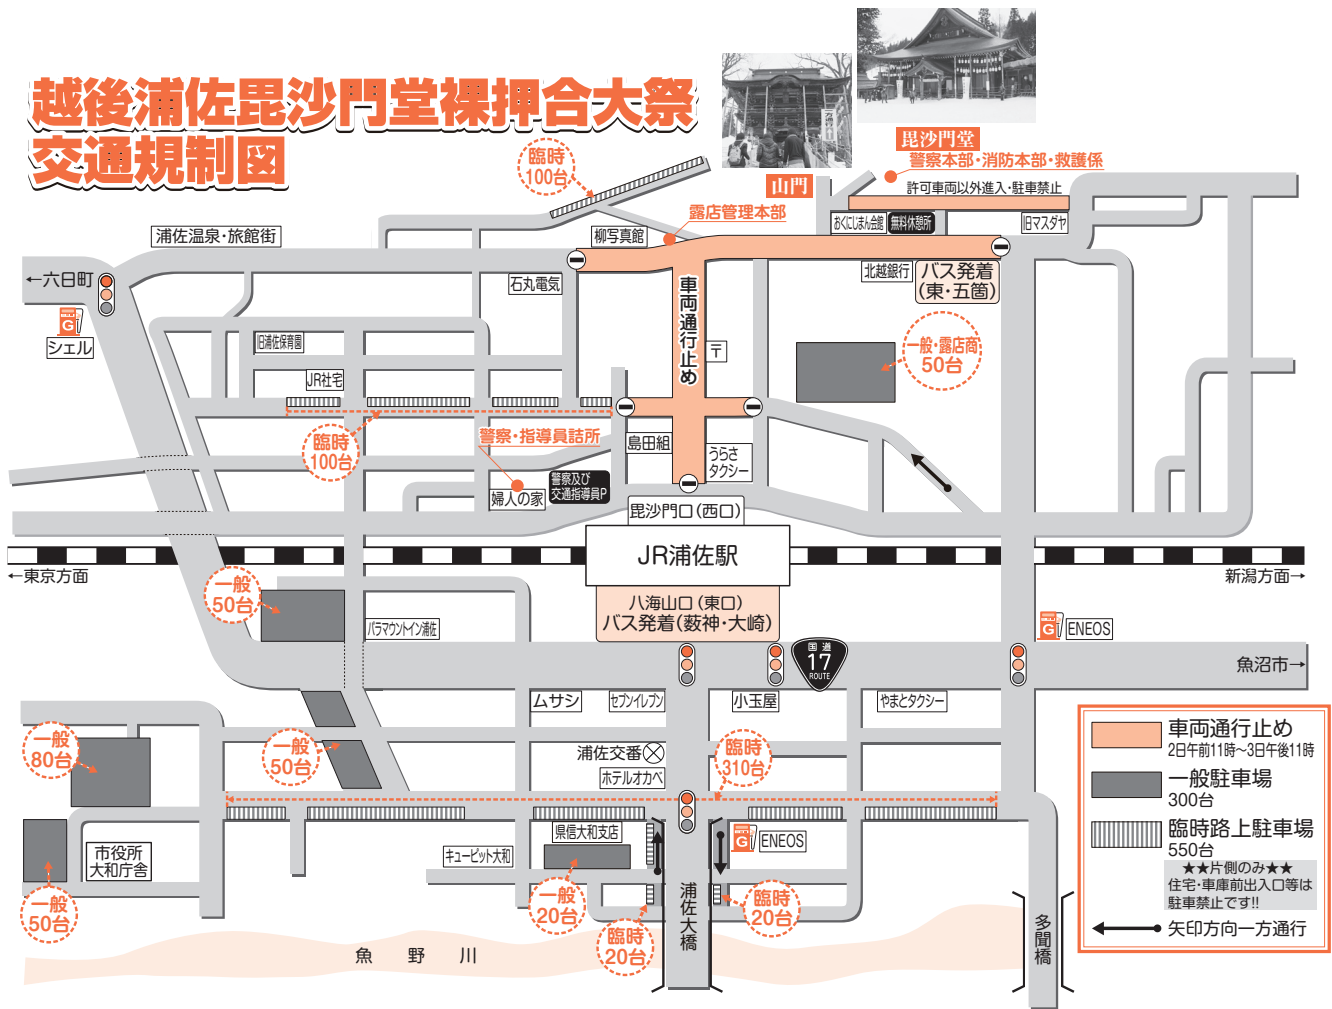 越後浦佐毘沙門堂裸押合大祭
交通規制図
毘沙門堂
警察本部・消防本部・救護係
山門
許可車両以外進入・駐車禁止
臨時
100台
露店管理本部
浦佐温泉・旅館街
柳写真館
おくにじまん会館
無料休憩所
旧マスダヤ
←六日町
石丸電気
北越銀行
バス発着
(東・五箇)
車両通行止め
シェル
旧浦佐保育園
〒
一般・露店商
50台
JR社宅
臨時
100台
警察・指導員詰所
島田組
うらさ
タクシー
婦人の家
警察及び
交通指導員P
毘沙門口(西口)
JR浦佐駅
←東京方面
新潟方面→
一般
50台
八海山口(東口)
バス発着(薮神・大崎)
パラマウントイン浦佐
国道
17
ROUTE
G
ENEOS
魚沼市→
ムサシ
セブンイレブン
小玉屋
やまとタクシー
一般
80台
一般
50台
浦佐交番
ホテルオカベ
臨時
310台
車両通行止め
2日午前11時〜3日午後11時
一般駐車場
300台
臨時路上駐車場
550台
★★片側のみ★★
住宅・車庫前出入口等は
駐車禁止です!!
矢印方向一方通行
市役所
大和庁舎
県信大和支店
キューピット大和
G
ENEOS
一般
50台
一般
20台
臨時
20台
臨時
20台
浦佐大橋
多聞橋
魚野川
G